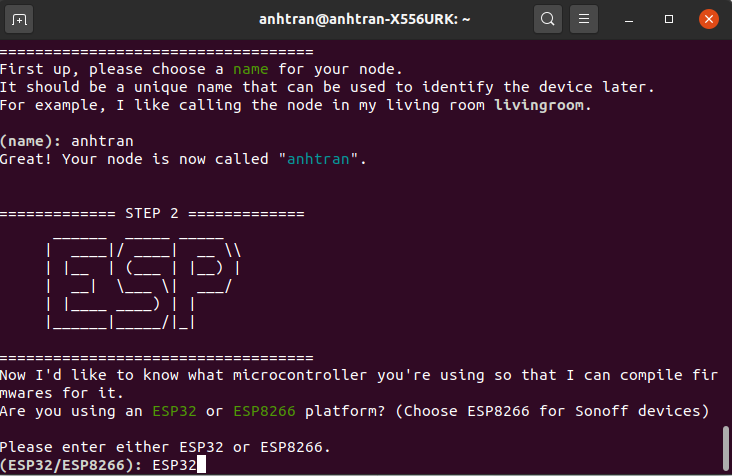 anhtran@anhtran-X556URK: ~
===================================
First up, please choose a name for your node.
It should be a unique name that can be used to identify the device later.
For example, I like calling the node in my living room livingroom.
(name): anhtran
Great! Your node is now called "anhtran".
============= STEP 2 =============
ESP
===================================
Now I'd like to know what microcontroller you're using so that I can compile fir
mwares for it.
Are you using an ESP32 or ESP8266 platform? (Choose ESP8266 for Sonoff devices)
Please enter either ESP32 or ESP8266.
(ESP32/ESP8266): ESP32